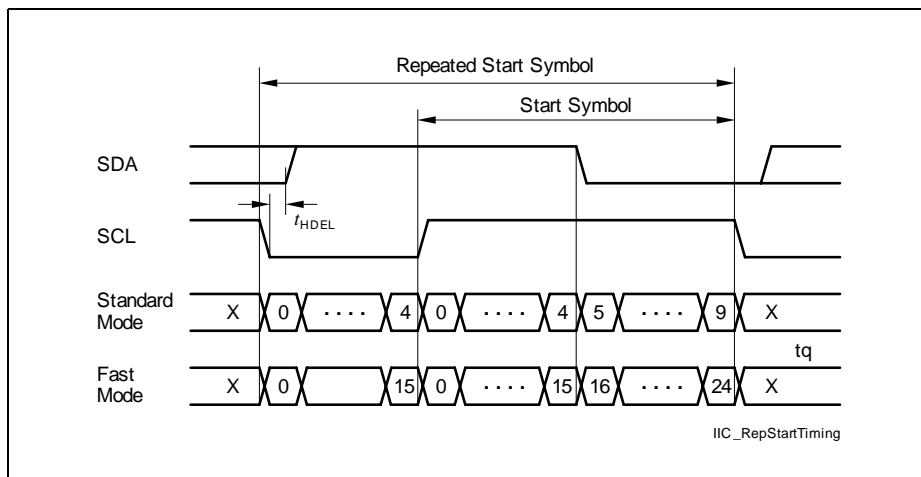 Repeated Start Symbol
Start Symbol
SDA
tHDEL
SCL
Standard Mode X 0 .... 4 0 .... 4 5 .... 9 X
tq
Fast Mode X 0 15 0 .... 15 16 .... 24 X
IIC_RepStartTiming